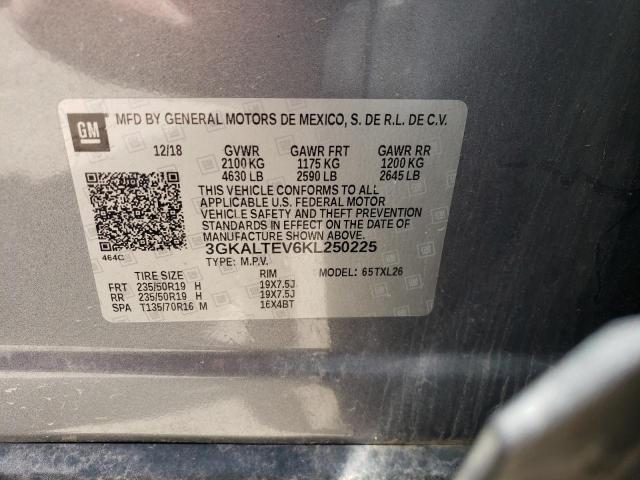 GM
MFD BY GENERAL MOTORS DE MEXICO, S. DE R.L. DE C.V.
12/18 GVWR GAWR FRT GAWR RR
2100 KG 1175 KG 1200 KG
4630 LB 2590 LB 2645 LB
THIS VEHICLE CONFORMS TO ALL
APPLICABLE U.S. FEDERAL MOTOR
VEHICLE SAFETY AND THEFT PREVENTION
STANDARDS IN EFFECT ON THE DATE OF
MANUFACTURE SHOWN ABOVE.
3GKALTEV6KL250225
464C
TYPE: M.P.V.
TIRE SIZE RIM MODEL: 65TXL26
FRT 235/50R19 H 19X7.5J
RR 235/50R19 H 19X7.5J
SPA T135/70R16 M 16X4BT